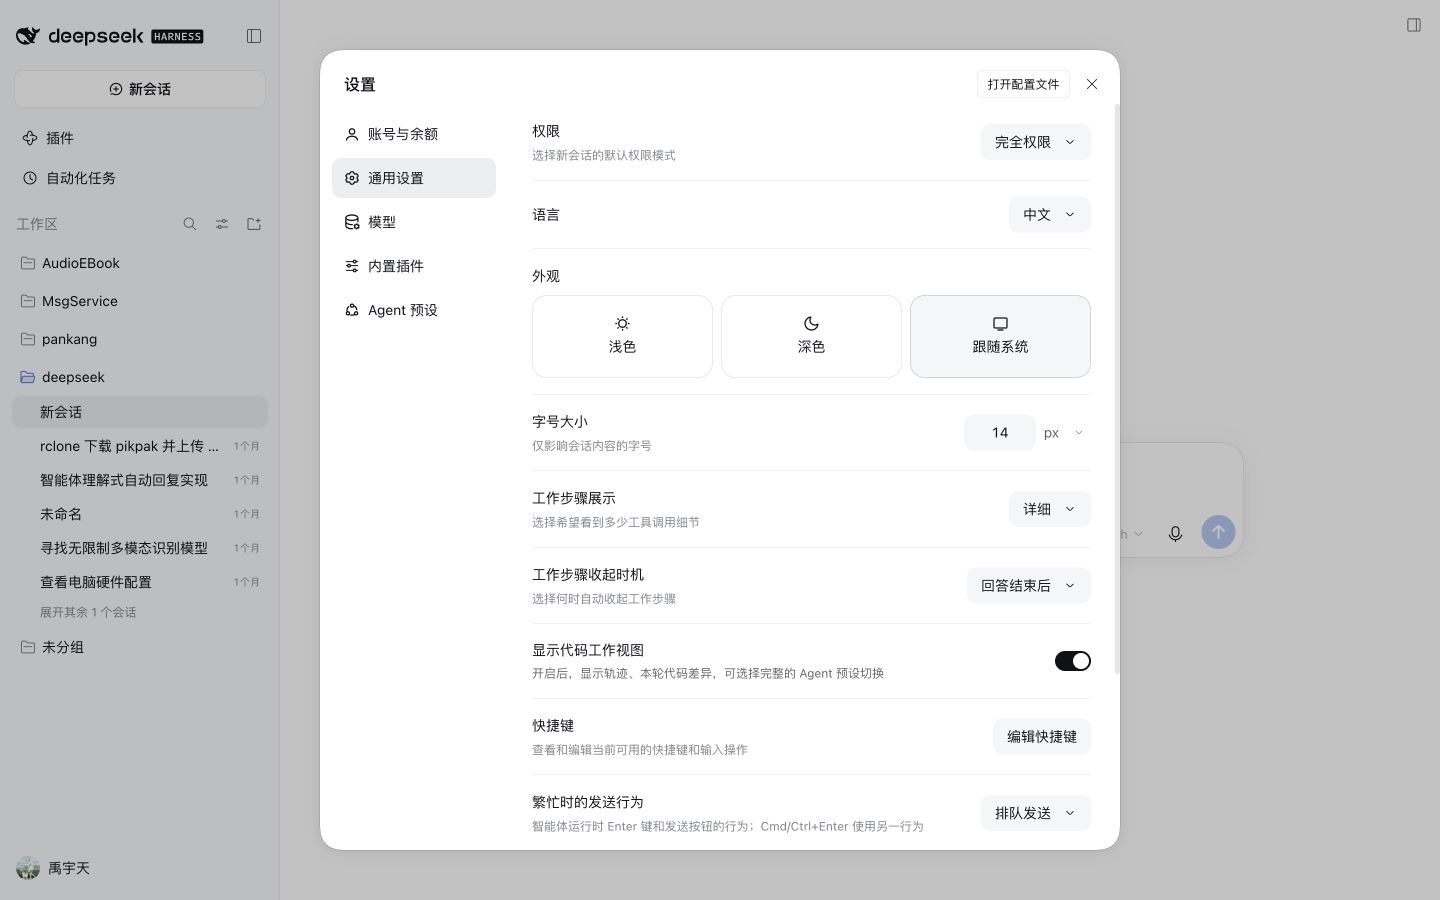 deepseek HARNESS
新会话
插件
自动化任务
工作区
AudioEBook
MsgService
pankang
deepseek
新会话
rclone 下载 pikpak 并上传 ... 1个月
智能体理解式自动回复实现 1个月
未命名 1个月
寻找无限制多模态识别模型 1个月
查看电脑硬件配置 1个月
展开其余 1 个会话
未分组
禹宇天
设置
打开配置文件
账号与余额
通用设置
模型
内置插件
Agent 预设
权限
选择新会话的默认权限模式
完全权限
语言
中文
外观
浅色
深色
跟随系统
字号大小
仅影响会话内容的字号
14 px
工作步骤展示
选择希望看到多少工具调用细节
详细
工作步骤收起时机
选择何时自动收起工作步骤
回答结束后
显示代码工作视图
开启后，显示轨迹、本轮代码差异，可选择完整的 Agent 预设切换
快捷键
查看和编辑当前可用的快捷键和输入操作
编辑快捷键
繁忙时的发送行为
智能体运行时 Enter 键和发送按钮的行为；Cmd/Ctrl+Enter 使用另一行为
排队发送
h